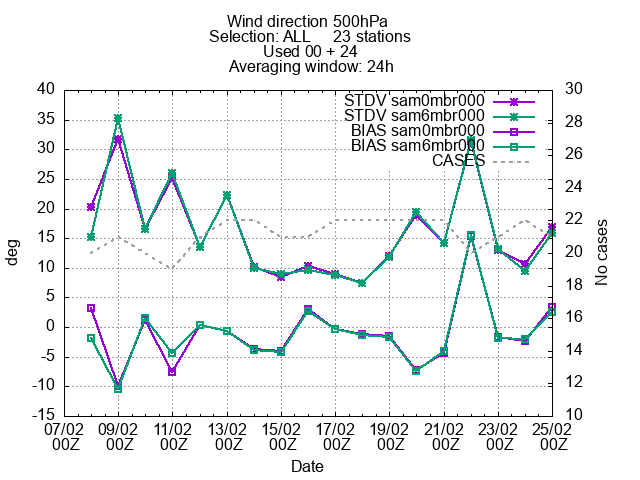 Wind direction 500hPa
Selection: ALL 23 stations
Used 00 + 24
Averaging window: 24h
40 30
STDV sam0mbr000
35 28
STDV sam6mbr000
BIAS sam0mbr000
30 26
BIAS sam6mbr000
CASES
25 24
20 22
15 20
10 18
5 16
0 14
-5
-10 12
-15 10
deg
No cases
07/02 09/02 11/02 13/02 15/02 17/02 19/02 21/02 23/02 25/02
00Z 00Z 00Z 00Z 00Z 00Z 00Z 00Z 00Z 00Z
Date